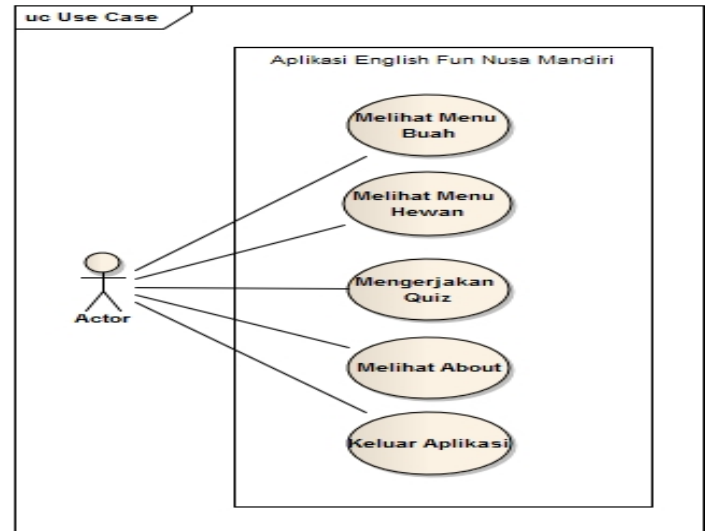 uc Use Case
Aplikasi English Fun Nusa Mandiri
Melihat Menu
Buah
Melihat Menu
Hewan
Mengerjakan
Quiz
Actor
Melihat About
Keluar Aplikasi